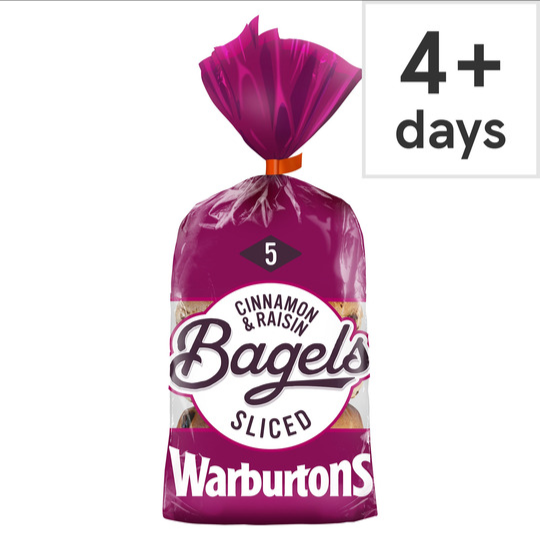 4+
days
5
CINNAMON
& RAISIN
Bagels
SLICED
Warburtons